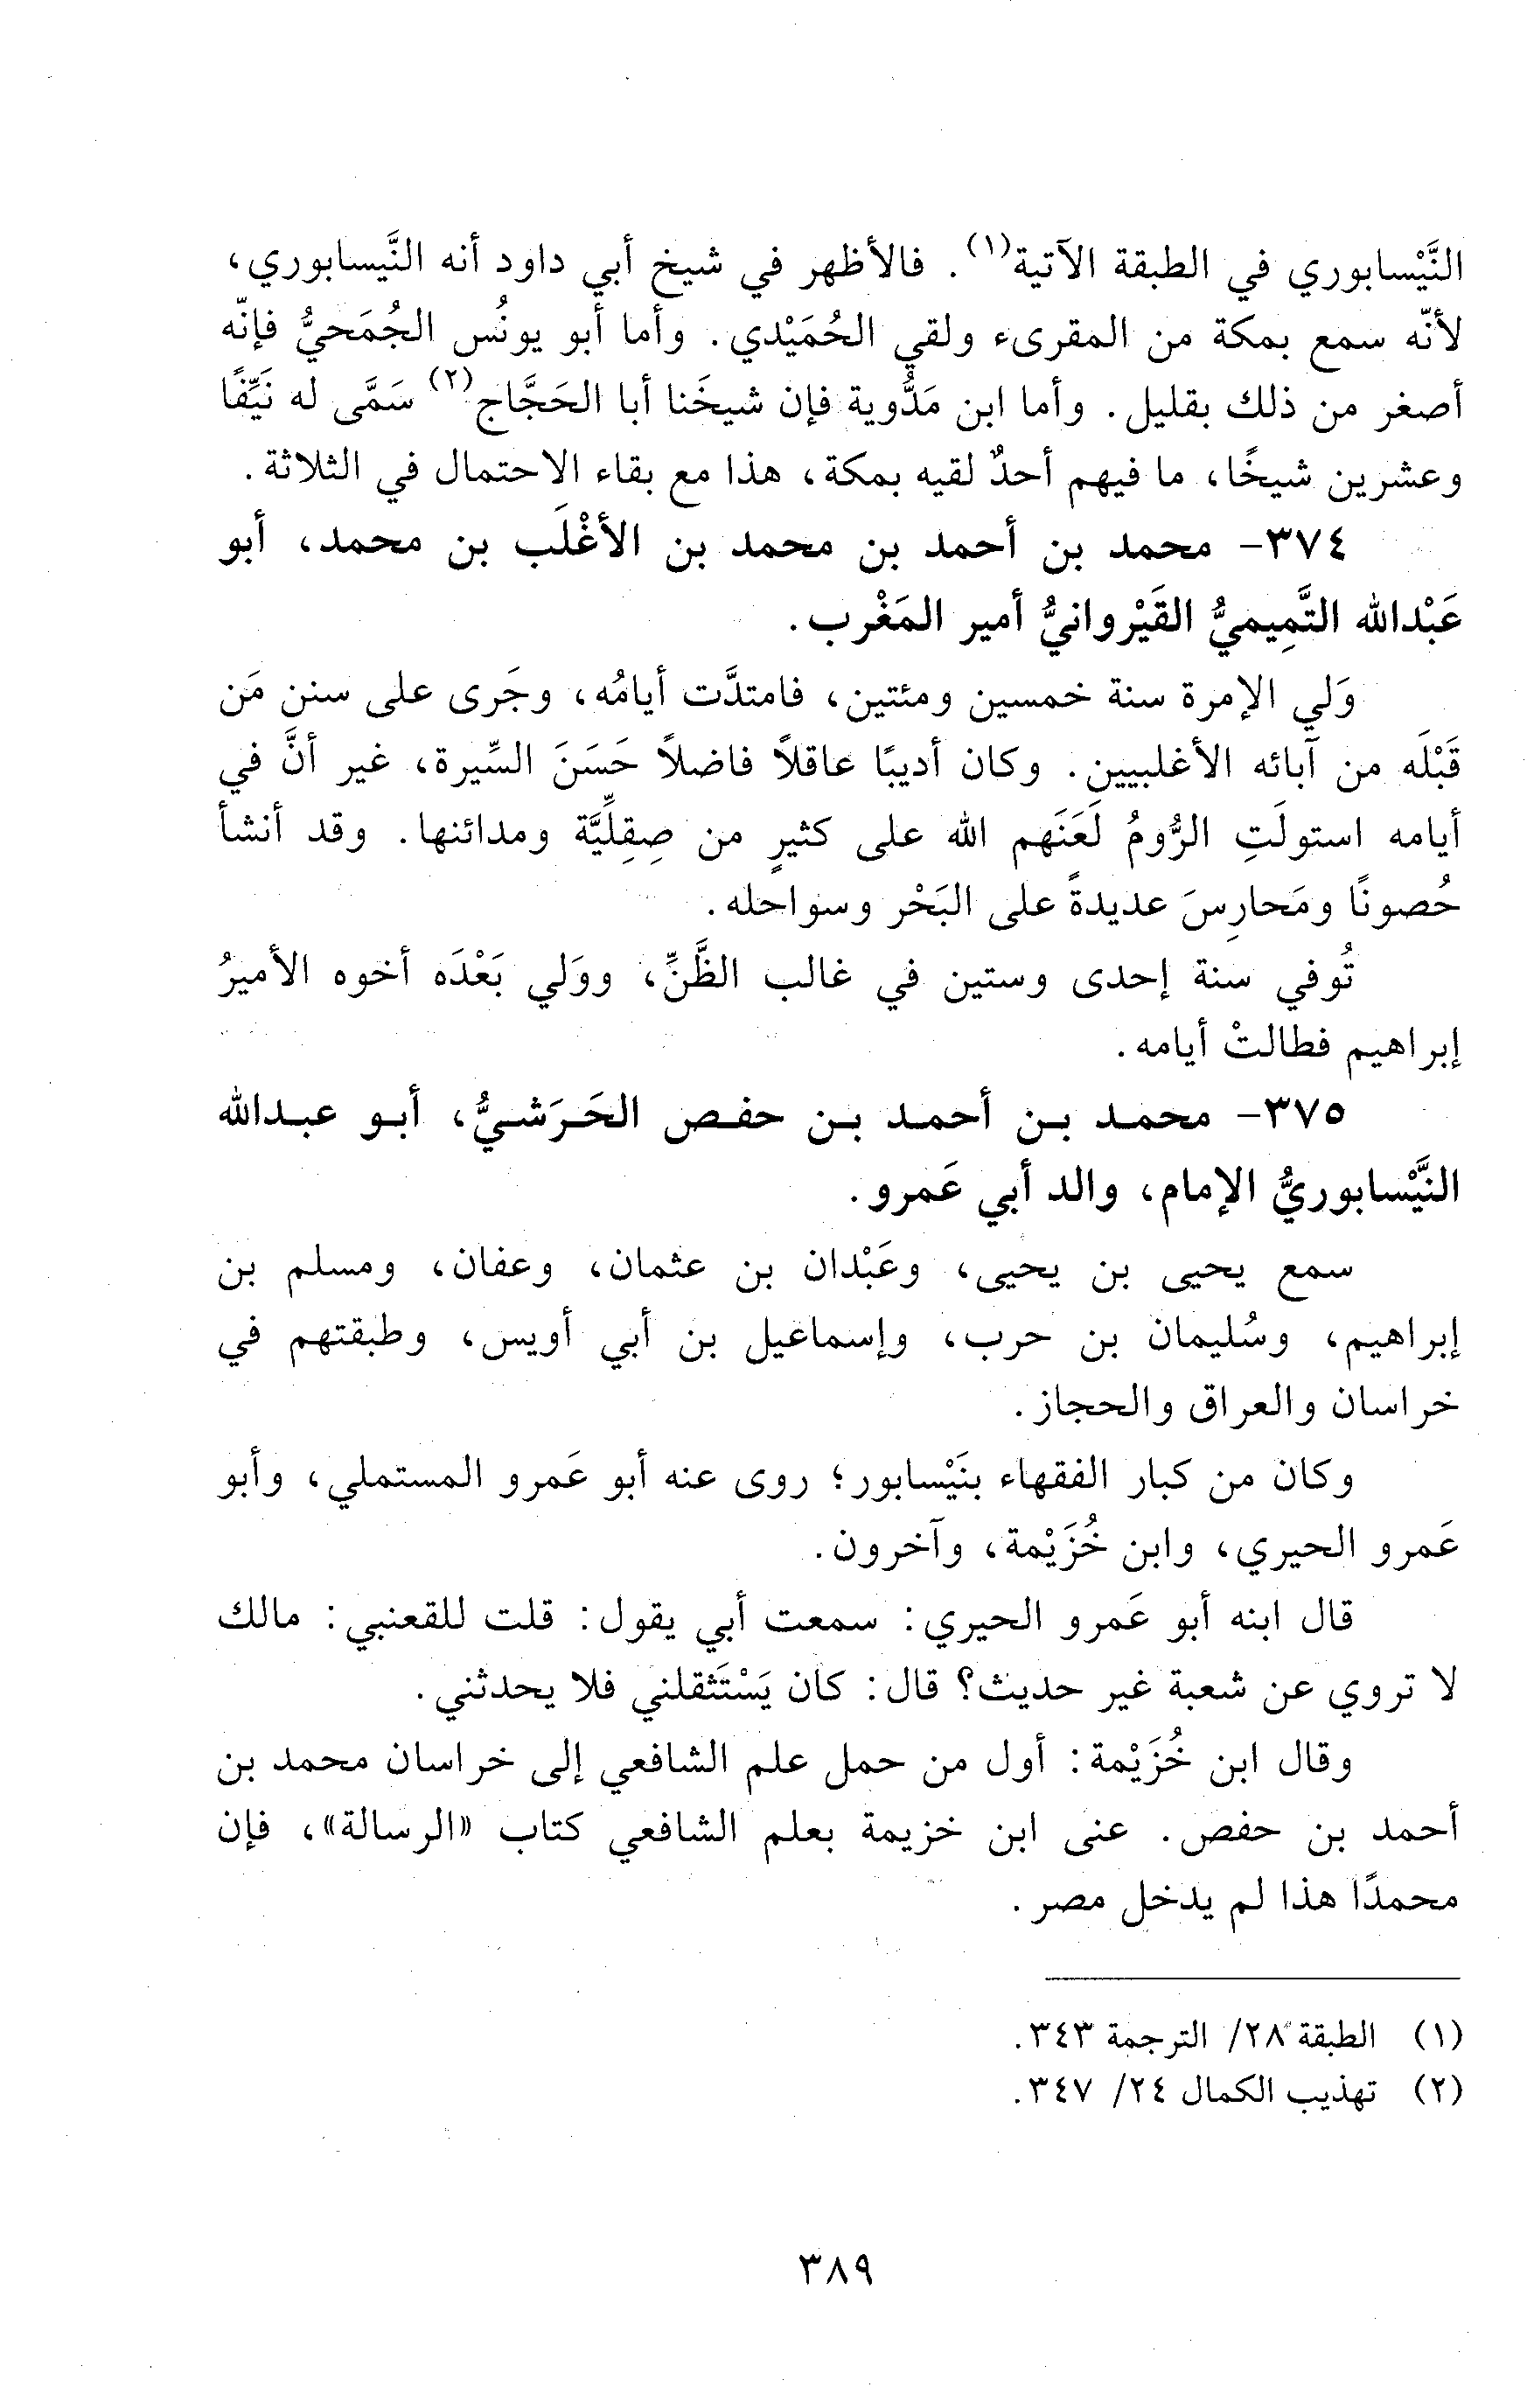 النَّيْسابوري في الطبقة الآتية(١). فالأظهر في شيخ أبي داود أنه النَّيسابوري،
لأنّه سمع بمكة من المقرىء ولقي الحُمَيْدي. وأما أبو يونُس الجُمَحيُّ فإنّه
أصغر من ذلك بقليل. وأما ابن مَدُّوية فإن شيخَنا أبا الحَجَّاج(٢) سَمَّى له نَيِّفًا
وعشرين شيخًا، ما فيهم أحدٌ لقيه بمكة، هذا مع بقاء الاحتمال في الثلاثة.
٣٧٤- محمد بن أحمد بن محمد بن الأغْلَب بن محمد، أبو
عَبْدالله التَّمِيميُّ القَيْروانيُّ أمير المَغْرب.
وَلي الإمرة سنة خمسين ومئتين، فامتدَّت أيامُه، وجَرى على سنن مَن
قَبْلَه من آبائه الأغلبيين. وكان أديبًا عاقلاً فاضلاً حَسَنَ السِّيرة، غير أنَّ في
أيامه استولَتِ الرُّومُ لَعَنَهم الله على كثيرٍ من صِقِلِّيَّة ومدائنها. وقد أنشأ
حُصونًا ومَحارِسَ عديدةً على البَحْر وسواحله.
تُوفي سنة إحدى وستين في غالب الظَّنِّ، ووَلي بَعْدَه أخوه الأميرُ
إبراهيم فطالتْ أيامه.
٣٧٥- محمد بن أحمد بن حفص الحَرَشيُّ، أبو عبدالله
النَّيْسابوريُّ الإمام، والد أبي عَمرو.
سمع يحيى بن يحيى، وعَبْدان بن عثمان، وعفان، ومسلم بن
إبراهيم، وسُليمان بن حرب، وإسماعيل بن أبي أويس، وطبقتهم في
خراسان والعراق والحجاز.
وكان من كبار الفقهاء بنَيْسابور؛ روى عنه أبو عَمرو المستملي، وأبو
عَمرو الحيري، وابن خُزَيْمة، وآخرون.
قال ابنه أبو عَمرو الحيري: سمعت أبي يقول: قلت للقعنبي: مالك
لا تروي عن شعبة غير حديث؟ قال: كان يَسْتَثقلني فلا يحدثني.
وقال ابن خُزَيْمة: أول من حمل علم الشافعي إلى خراسان محمد بن
أحمد بن حفص. عنى ابن خزيمة بعلم الشافعي كتاب «الرسالة»، فإن
محمدًا هذا لم يدخل مصر.
(١) الطبقة ٢٨/ الترجمة ٣٤٣.
(٢) تهذيب الكمال ٢٤/ ٣٤٧.
٣٨٩